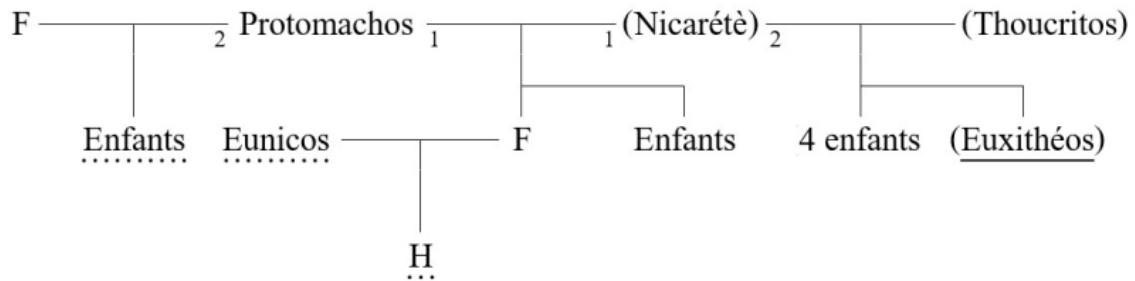 F 2 Protomachos 1 1 (Nicarétè) 2 (Thoucritos)
Enfants Eunicos F Enfants 4 enfants (Euxithéos)
H